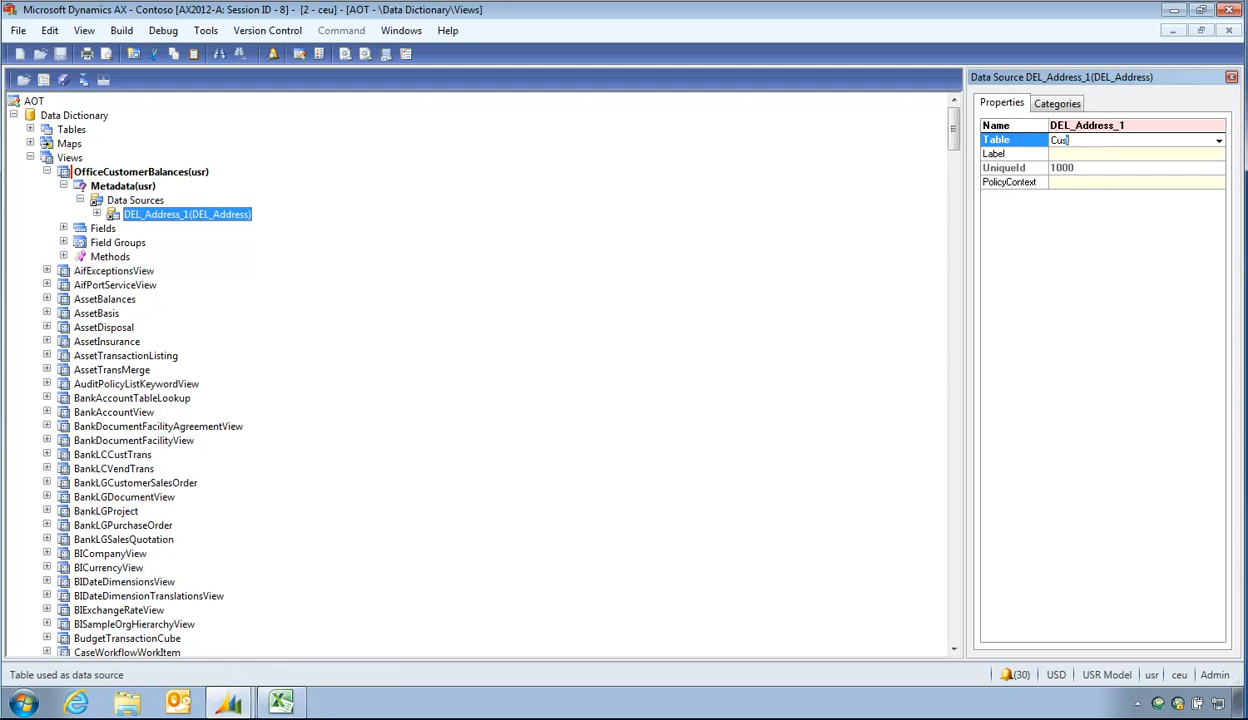 Microsoft Dynamics AX - Contoso [AX2012-A: Session ID - 8] - [2 - ceu] - [AOT - \Data Dictionary\Views]
File Edit View Build Debug Tools Version Control Command Windows Help
Data Source DEL_Address_1(DEL_Address)
Properties Categories
Name DEL_Address_1
Table Cus
Label
UniqueId 1000
PolicyContext
AOT
Data Dictionary
Tables
Maps
Views
OfficeCustomerBalances(usr)
Metadata(usr)
Data Sources
DEL_Address_1(DEL_Address)
Fields
Field Groups
Methods
AifExceptionsView
AifPortServiceView
AssetBalances
AssetBasis
AssetDisposal
AssetInsurance
AssetTransactionListing
AssetTransMerge
AuditPolicyListKeywordView
BankAccountTableLookup
BankAccountView
BankDocumentFacilityAgreementView
BankDocumentFacilityView
BankLCCustTrans
BankLCVendTrans
BankLGCustomerSalesOrder
BankLGDocumentView
BankLGProject
BankLGPurchaseOrder
BankLGSalesQuotation
BICompanyView
BICurrencyView
BIDateDimensionsView
BIDateDimensionTranslationsView
BIExchangeRateView
BISampleOrgHierarchyView
BudgetTransactionCube
CaseWorkflowWorkItem
Table used as data source
(30) USD USR Model usr ceu Admin